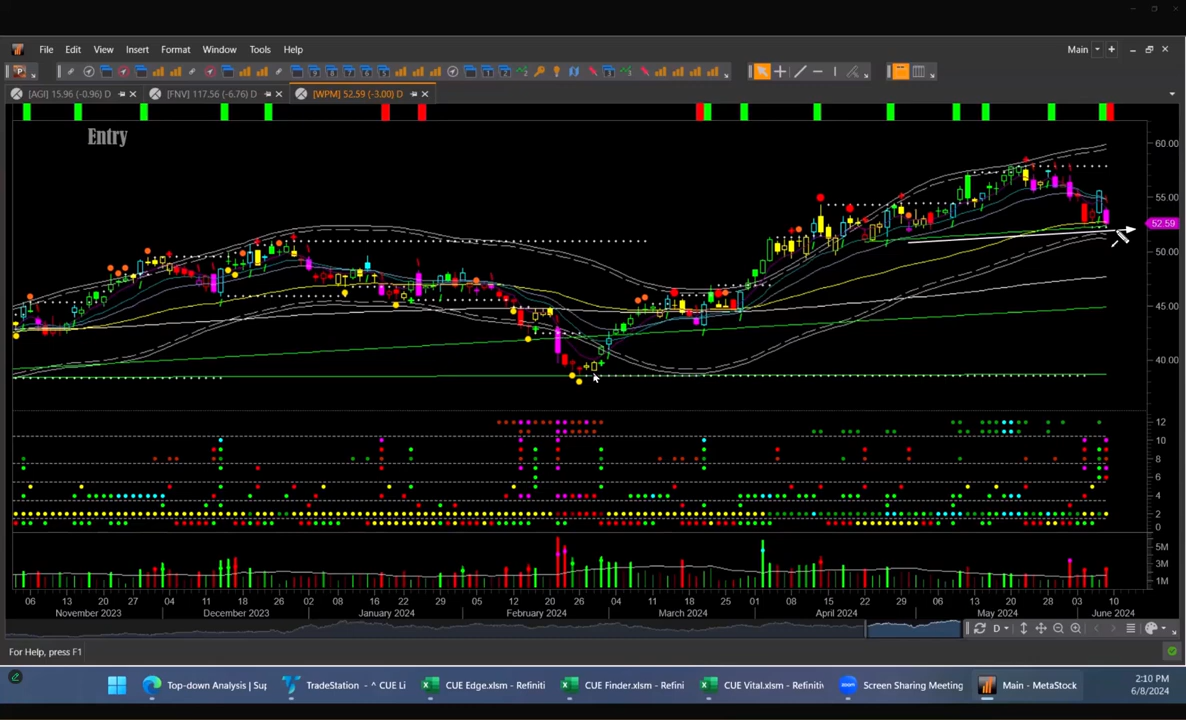 File Edit View Insert Format Window Tools Help
Main
[AGI] 15.96 (-0.96) D
[FNV] 117.56 (-6.76) D
[WPM] 52.59 (-3.00) D
Entry
60.00
55.00
52.59
50.00
45.00
40.00
12
10
8
6
4
2
0
5M
3M
1M
06 13 20 27 04 11 18 26 02 08 16 22 29 05 12 20 26 04 11 18 25 01 08 15 22 29 06 13 20 28 03 10
November 2023 December 2023 January 2024 February 2024 March 2024 April 2024 May 2024 June 2024
D
For Help, press F1
Top-down Analysis | Sup
TradeStation - ^ CUE Li
CUE Edge.xlsm - Refiniti
CUE Finder.xlsm - Refini
CUE Vital.xlsm - Refinitiv
Screen Sharing Meeting
Main - MetaStock
2:10 PM
6/8/2024